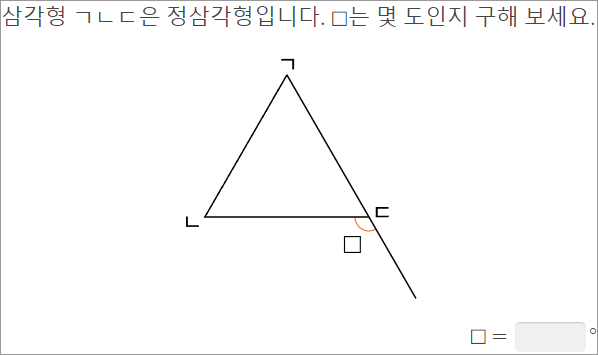 삼각형 ㄱㄴㄷ은 정삼각형입니다. □는 몇 도인지 구해 보세요.
ㄱ
ㄴ
ㄷ
□
□ = °